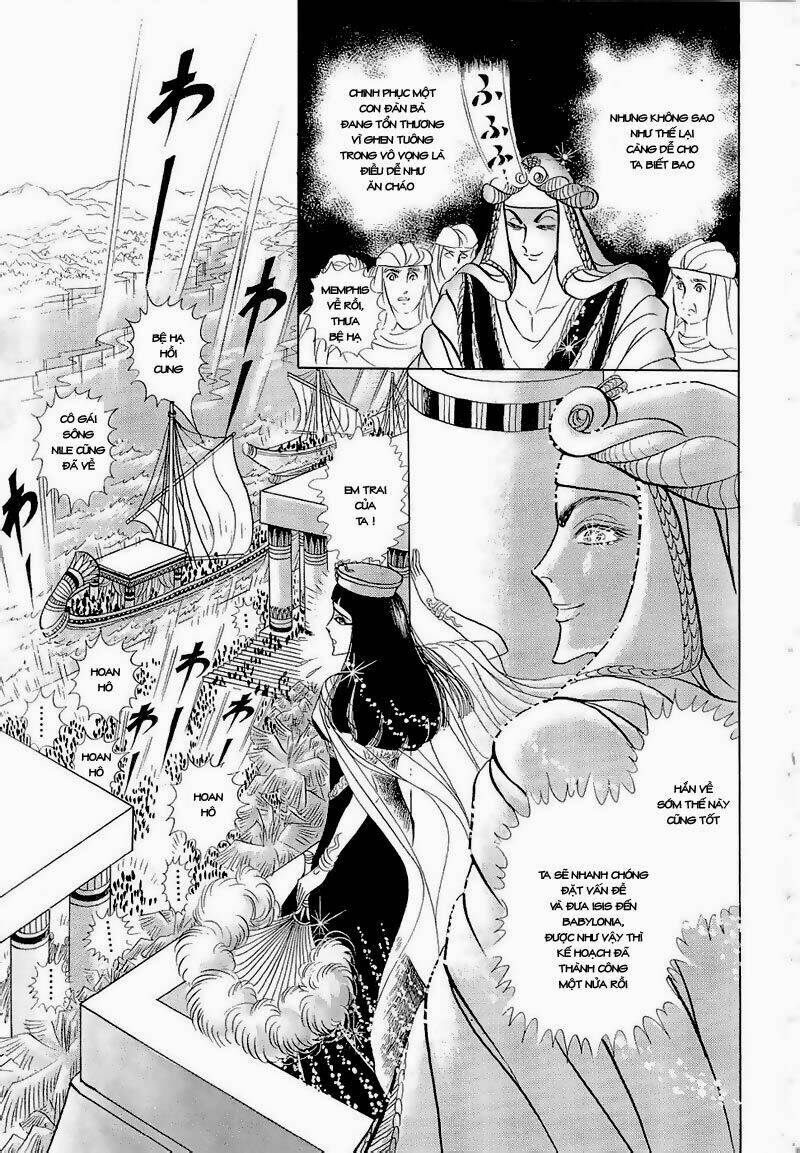 NHƯNG KHÔNG SAO
NHƯ THẾ LẠI
CÀNG DỄ CHO
TA BIẾT BAO
ふふふ
CHINH PHỤC MỘT
CON ĐÀN BÀ
ĐANG TỔN THƯƠNG
VÌ GHEN TUÔNG
TRONG VÔ VỌNG LÀ
ĐIỀU DỄ NHƯ
ĂN CHÁO
MEMPHIS
VỀ RỒI,
THƯA
BỆ HẠ
わー
わー
わー
BỆ HẠ
HỒI
CUNG
CÔ GÁI
SÔNG
NILE CŨNG
ĐÃ VỀ
EM TRAI
CỦA
TA !
わー
わー
HOAN
HÔ
HOAN
HÔ
HOAN
HÔ
HẮN VỀ
SỚM THẾ NÀY
CŨNG TỐT
TA SẼ NHANH CHÓNG
ĐẶT VẤN ĐỀ
VÀ ĐƯA ISIS ĐẾN
BABYLONIA,
ĐƯỢC NHƯ VẬY THÌ
KẾ HOẠCH ĐÃ
THÀNH CÔNG
MỘT NỬA RỒI